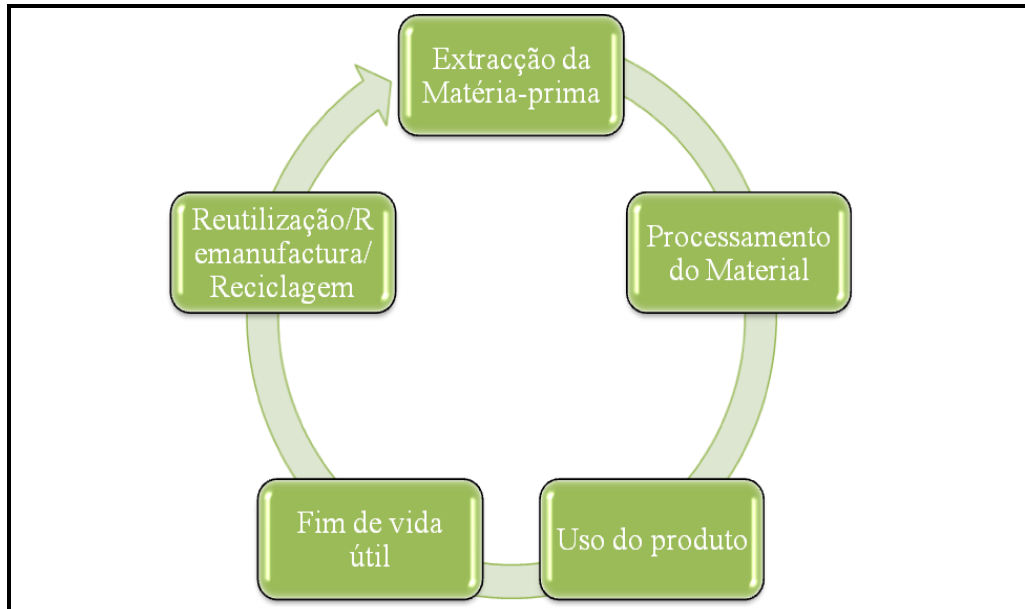 Extracção da
Matéria-prima
Processamento
do Material
Uso do produto
Fim de vida
útil
Reutilização/R
emanufactura/
Reciclagem